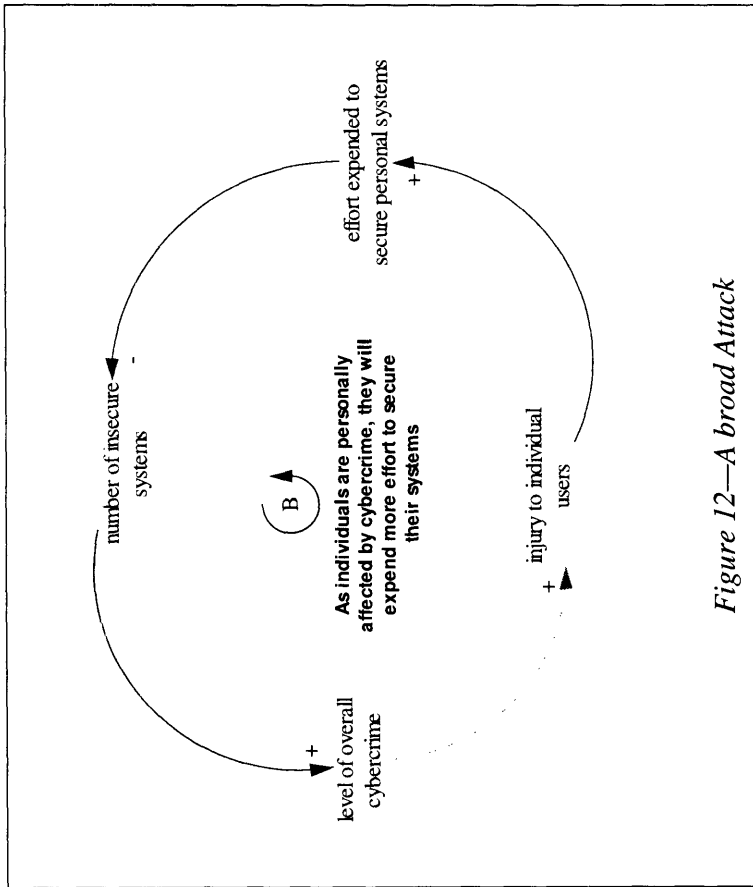 number of insecure
systems
-
effort expended to
secure personal systems
+
injury to individual
users
+
level of overall
cybercrime
+
B
As individuals are personally
affected by cybercrime, they will
expend more effort to secure
their systems
Figure 12—A broad Attack